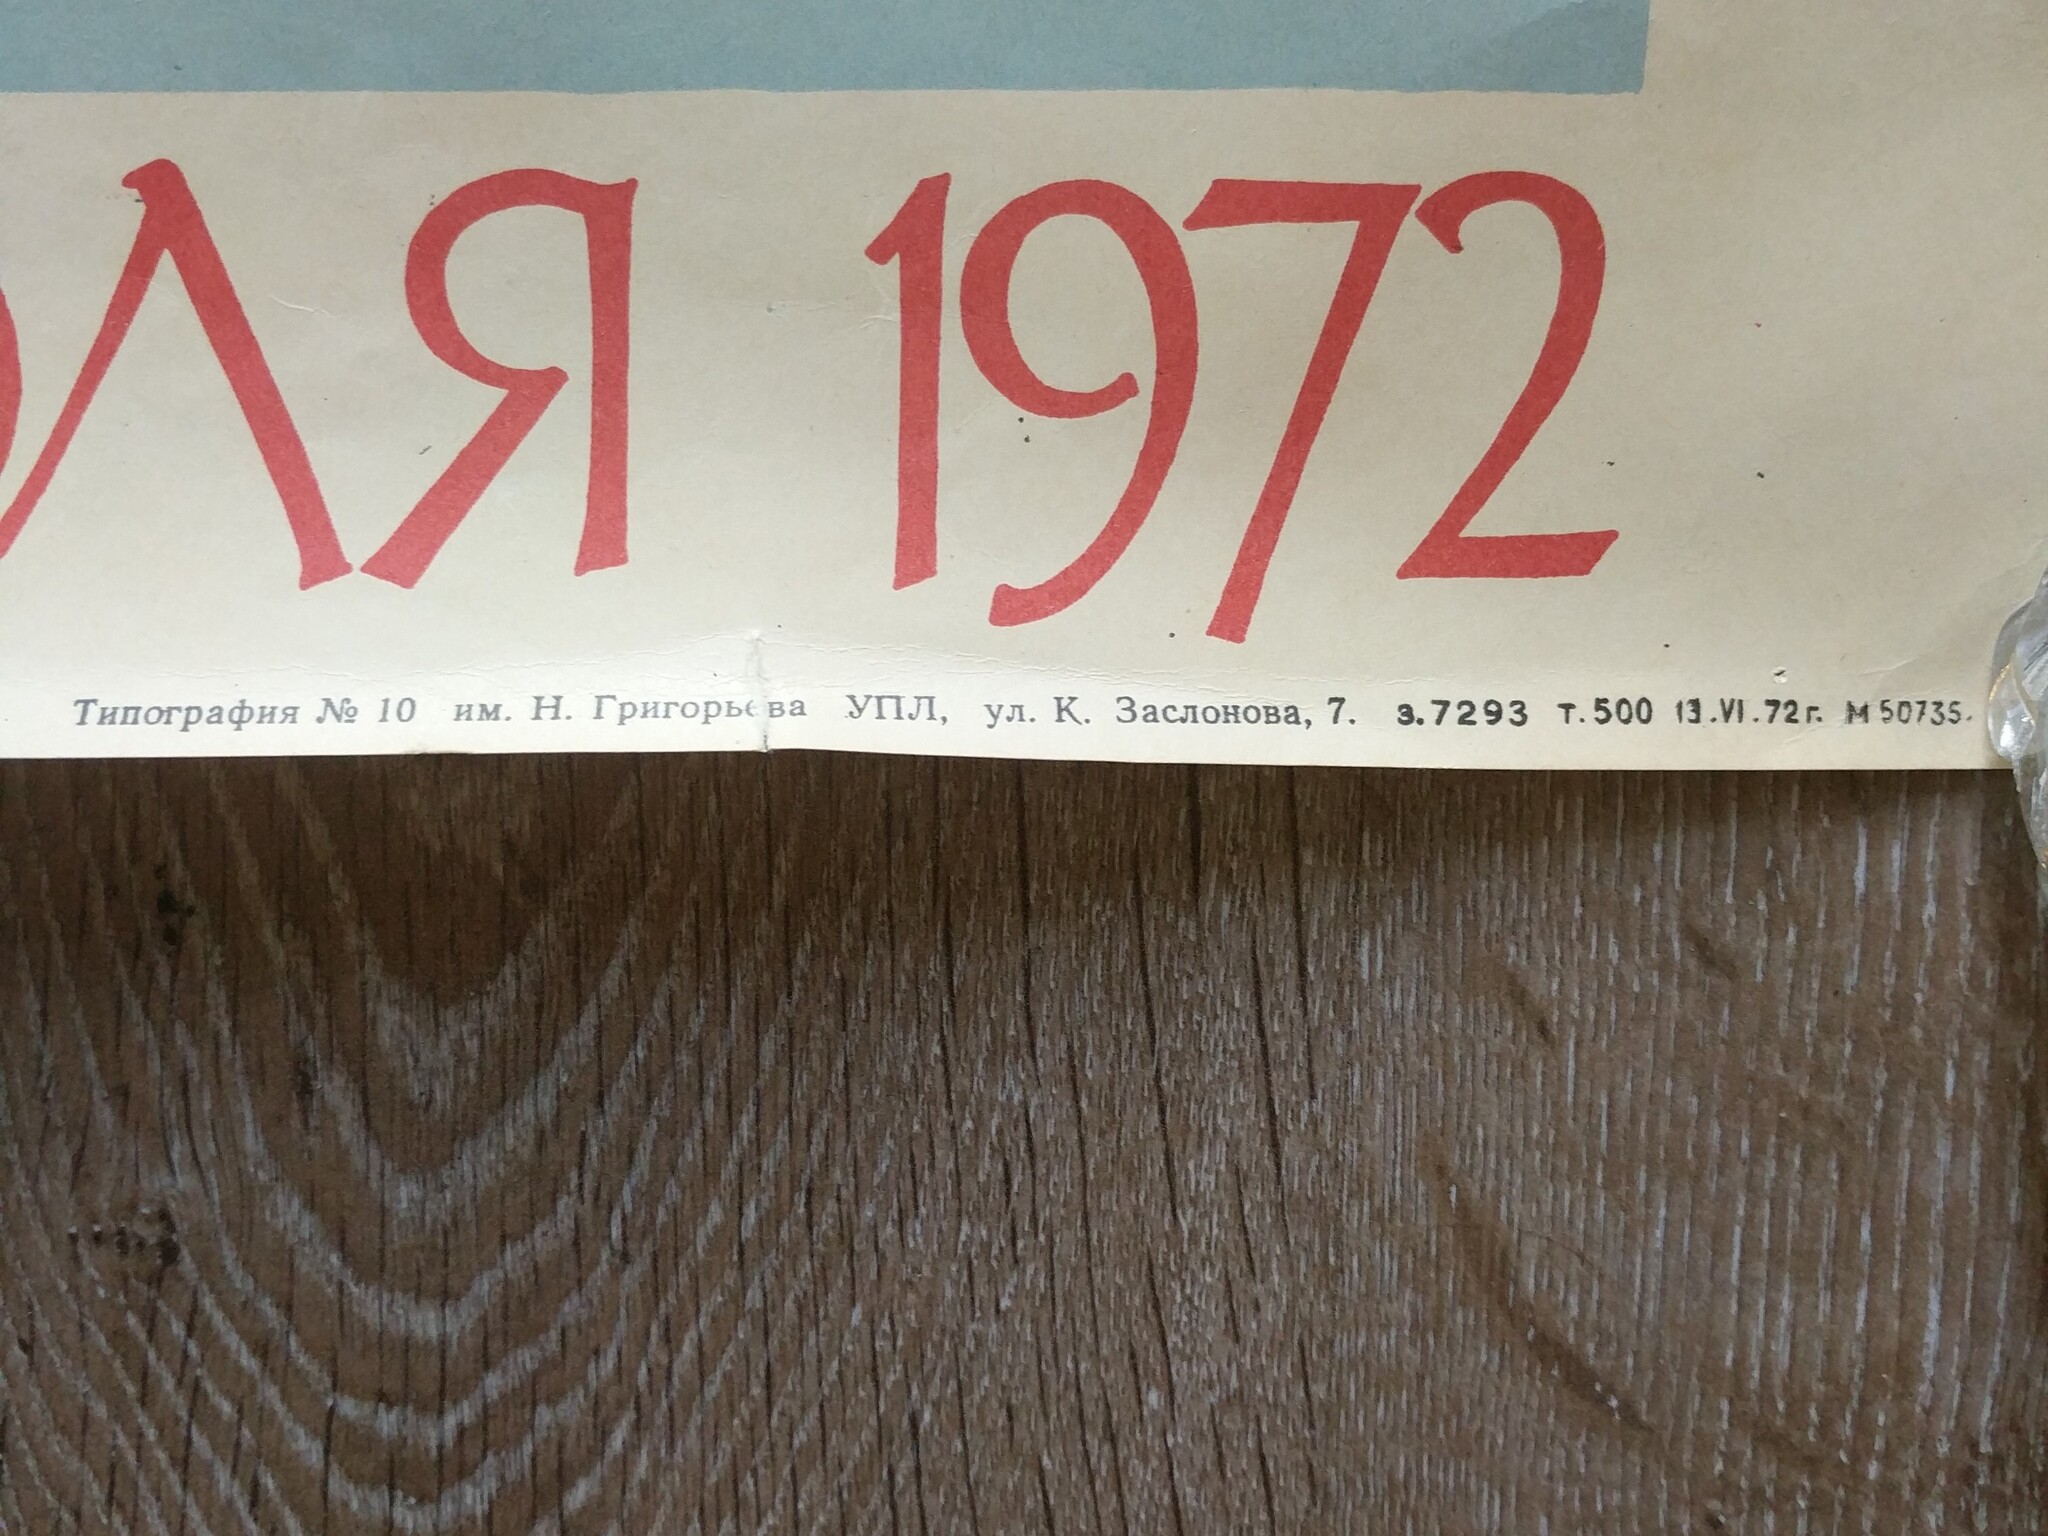 ЛЯ 1972
Типография № 10 им. Н. Григорьева УПЛ, ул. К. Заслонова, 7. з.7293 т.500 13.VI.72г. М 50735.